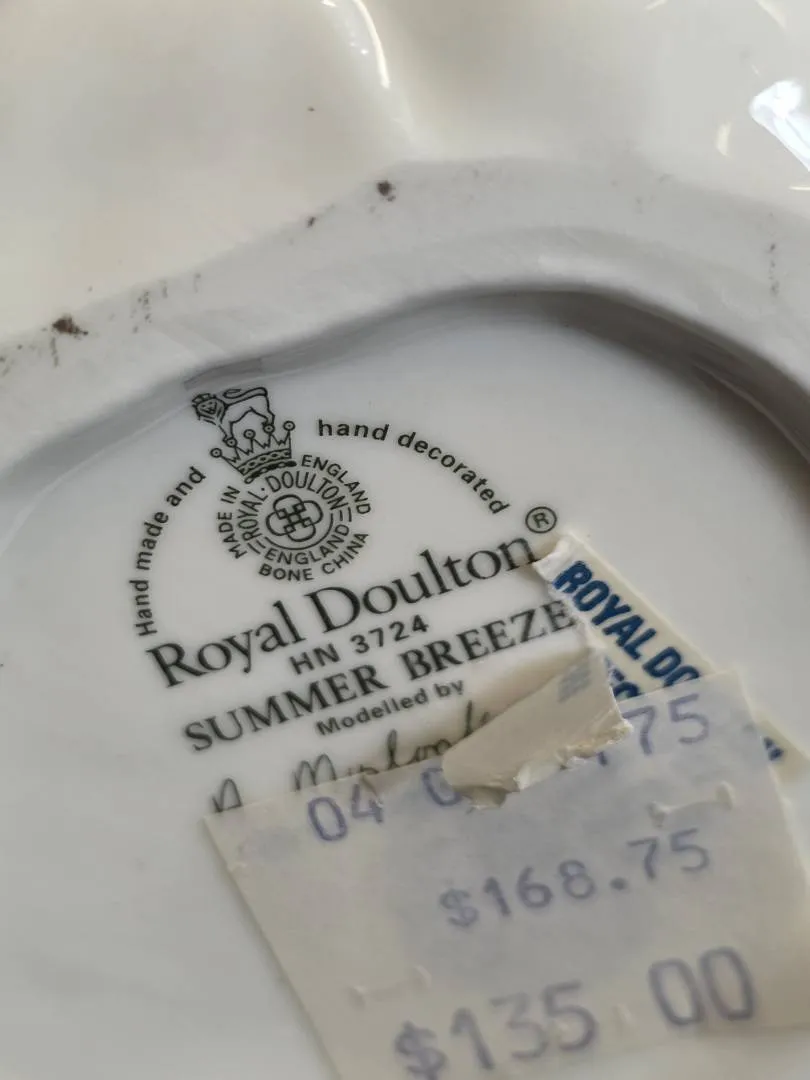 Hand made and hand decorated
MADE IN ENGLAND
ROYAL·DOULTON
ENGLAND
BONE CHINA
Royal Doulton ®
HN 3724
SUMMER BREEZE
Modelled by
ROYAL DO
04 75
$168.75
$135.00